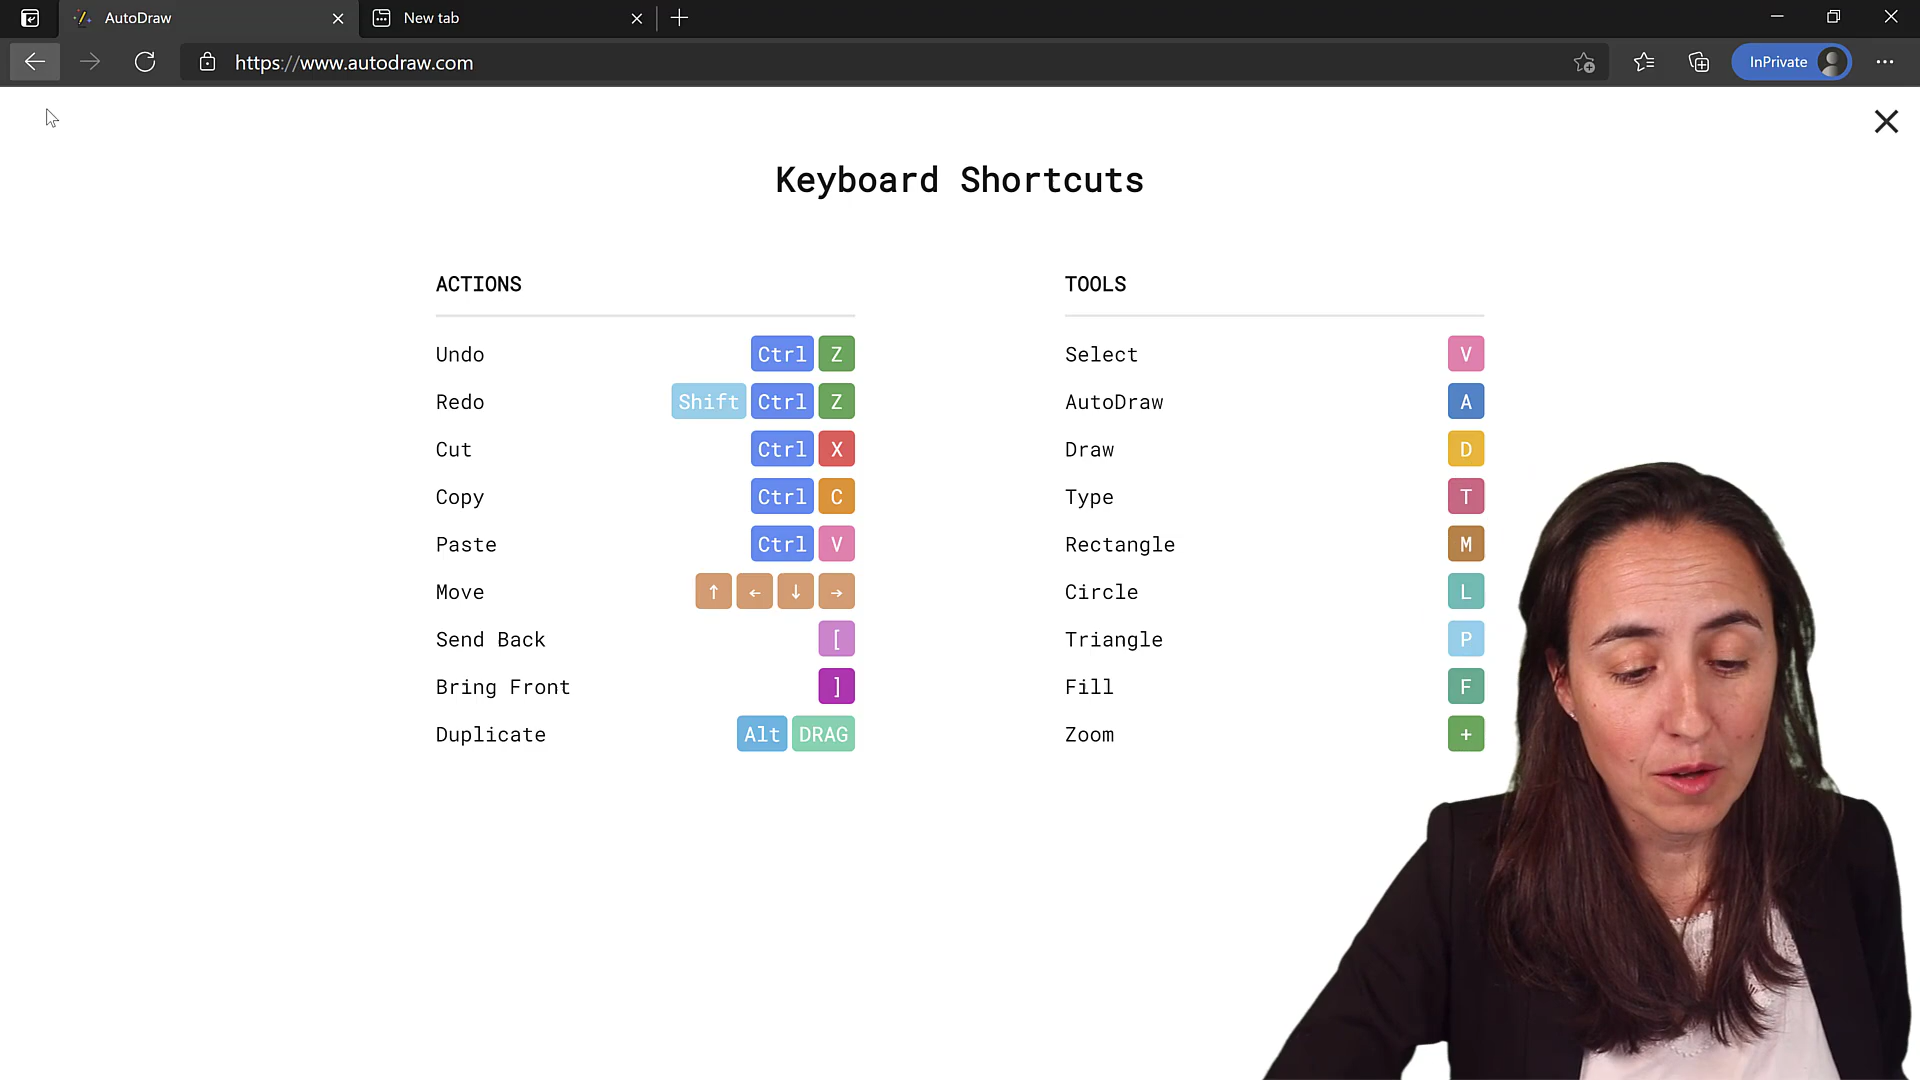 AutoDraw
New tab
https://www.autodraw.com
InPrivate
Keyboard Shortcuts
ACTIONS
Undo Ctrl Z
Redo Shift Ctrl Z
Cut Ctrl X
Copy Ctrl C
Paste Ctrl V
Move ↑ ← ↓ →
Send Back [
Bring Front ]
Duplicate Alt DRAG
TOOLS
Select V
AutoDraw A
Draw D
Type T
Rectangle M
Circle L
Triangle P
Fill F
Zoom +